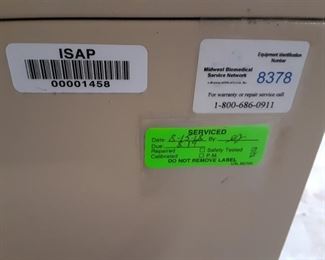 ISAP
00001458
Equipment Identification
Number
Midwest Biomedical
Service Network
8378
For warranty or repair service call
1-800-686-0911
SERVICED
Date: By
Due:
Repaired Safety Tested
Calibrated P.M.
DO NOT REMOVE LABEL